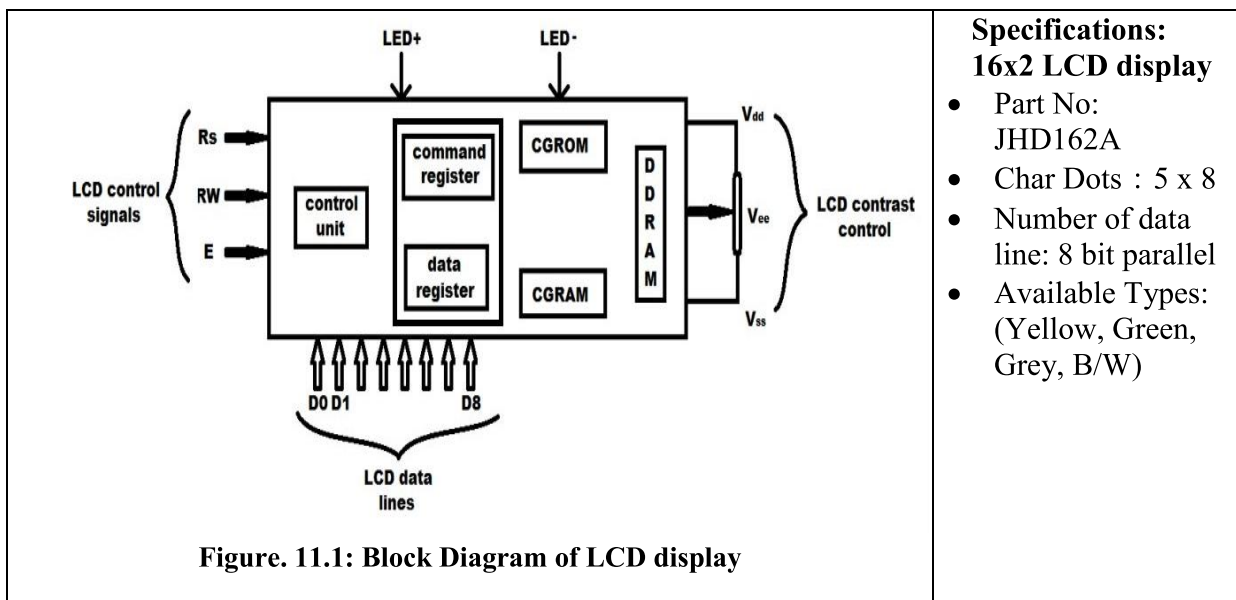 LED+
LED-
Rs
RW
E
LCD control
signals
control
unit
command
register
data
register
CGROM
CGRAM
D
D
R
A
M
Vdd
Vee
Vss
LCD contrast
control
D0 D1
D8
LCD data
lines
Figure. 11.1: Block Diagram of LCD display
Specifications:
16x2 LCD display
• Part No:
JHD162A
• Char Dots : 5 x 8
• Number of data
line: 8 bit parallel
• Available Types:
(Yellow, Green,
Grey, B/W)